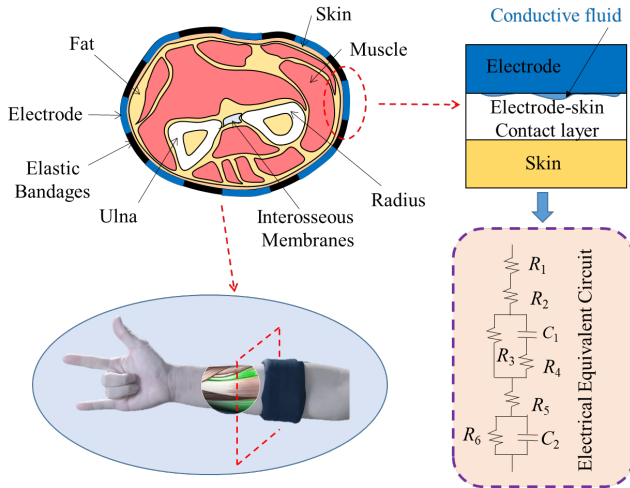 Skin
Muscle
Fat
Electrode
Elastic
Bandages
Ulna
Interosseous
Membranes
Radius
Conductive fluid
Electrode
Electrode-skin
Contact layer
Skin
R1
R2
R3
C1
R4
R5
R6
C2
Electrical Equivalent Circuit